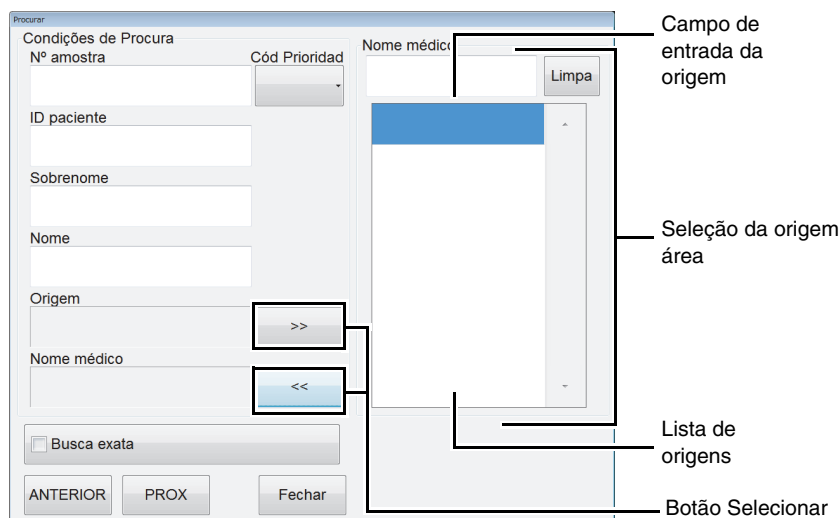 Procurar
Condições de Procura
Nº amostra
Cód Prioridad
ID paciente
Sobrenome
Nome
Origem
>>
Nome médico
<<
Busca exata
ANTERIOR
PROX
Fechar
Nome médico
Limpa
Campo de
entrada da
origem
Seleção da origem
área
Lista de
origens
Botão Selecionar